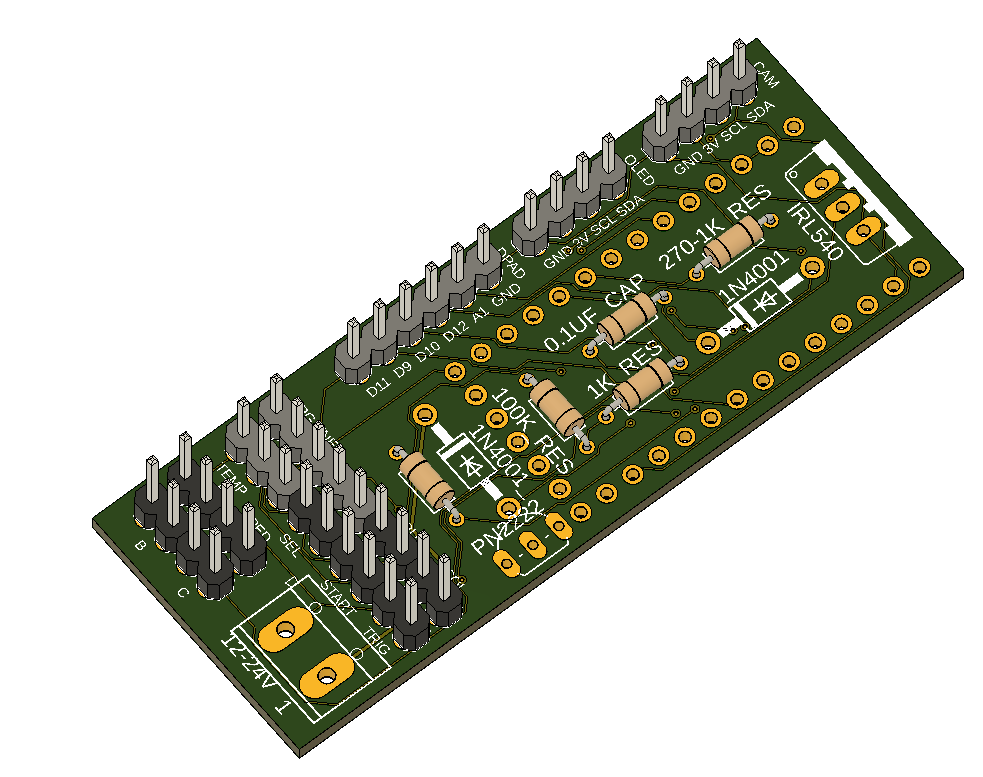 CAM
GND 3V SCL SDA
OLED
GND 3V SCL SDA
GND
D11 D9 D10 D12 A1
270-1K RES
IRL540
0.1UF CAP
1N4001
1K RES
100K RES
1N4001
PN2222
TEMP
SEL
B
C
START
TRIG
12-24V 1